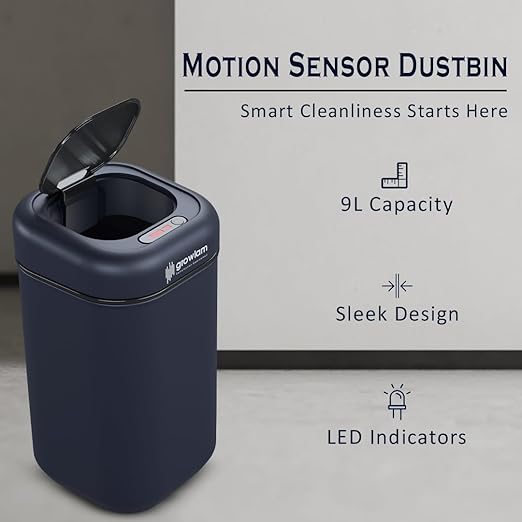 MOTION SENSOR DUSTBIN
Smart Cleanliness Starts Here
9L Capacity
Sleek Design
LED Indicators
growlam